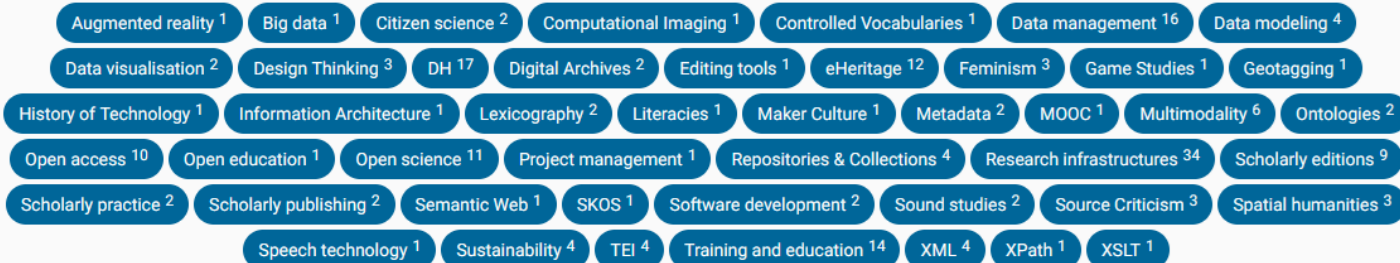 Augmented reality 1 Big data 1 Citizen science 2 Computational Imaging 1 Controlled Vocabularies 1 Data management 16 Data modeling 4
Data visualisation 2 Design Thinking 3 DH 17 Digital Archives 2 Editing tools 1 eHeritage 12 Feminism 3 Game Studies 1 Geotagging 1
History of Technology 1 Information Architecture 1 Lexicography 2 Literacies 1 Maker Culture 1 Metadata 2 MOOC 1 Multimodality 6 Ontologies 2
Open access 10 Open education 1 Open science 11 Project management 1 Repositories & Collections 4 Research infrastructures 34 Scholarly editions 9
Scholarly practice 2 Scholarly publishing 2 Semantic Web 1 SKOS 1 Software development 2 Sound studies 2 Source Criticism 3 Spatial humanities 3
Speech technology 1 Sustainability 4 TEI 4 Training and education 14 XML 4 XPath 1 XSLT 1